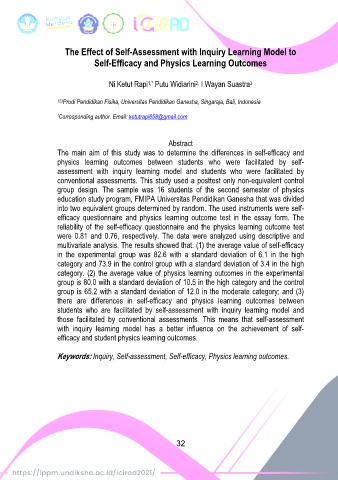 iCIRAD
The Effect of Self-Assessment with Inquiry Learning Model to
Self-Efficacy and Physics Learning Outcomes
Ni Ketut Rapi1,* Putu Widiarini2, I Wayan Suastra3
123Prodi Pendidikan Fisika, Universitas Pendidikan Ganesha, Singaraja, Bali, Indonesia
*Corresponding author. Email: ketutrapi658@gmail.com
Abstract
The main aim of this study was to determine the differences in self-efficacy and
physics learning outcomes between students who were facilitated by self-
assessment with inquiry learning model and students who were facilitated by
conventional assessments. This study used a posttest only non-equivalent control
group design. The sample was 16 students of the second semester of physics
education study program, FMIPA Universitas Pendidikan Ganesha that was divided
into two equivalent groups determined by random. The used instruments were self-
efficacy questionnaire and physics learning outcome test in the essay form. The
reliability of the self-efficacy questionnaire and the physics learning outcome test
were 0.81 and 0.76, respectively. The data were analyzed using descriptive and
multivariate analysis. The results showed that: (1) the average value of self-efficacy
in the experimental group was 82.6 with a standard deviation of 6.1 in the high
category and 73.9 in the control group with a standard deviation of 3.4 in the high
category. (2) the average value of physics learning outcomes in the experimental
group is 80.0 with a standard deviation of 10.5 in the high category and the control
group is 65.2 with a standard deviation of 12.0 in the moderate category; and (3)
there are differences in self-efficacy and physics learning outcomes between
students who are facilitated by self-assessment with inquiry learning model and
those facilitated by conventional assessments. This means that self-assessment
with inquiry learning model has a better influence on the achievement of self-
efficacy and student physics learning outcomes.
Keywords: Inquiry, Self-assessment, Self-efficacy, Physics learning outcomes.
32
https://lppm.undiksha.ac.id/icirad2021/